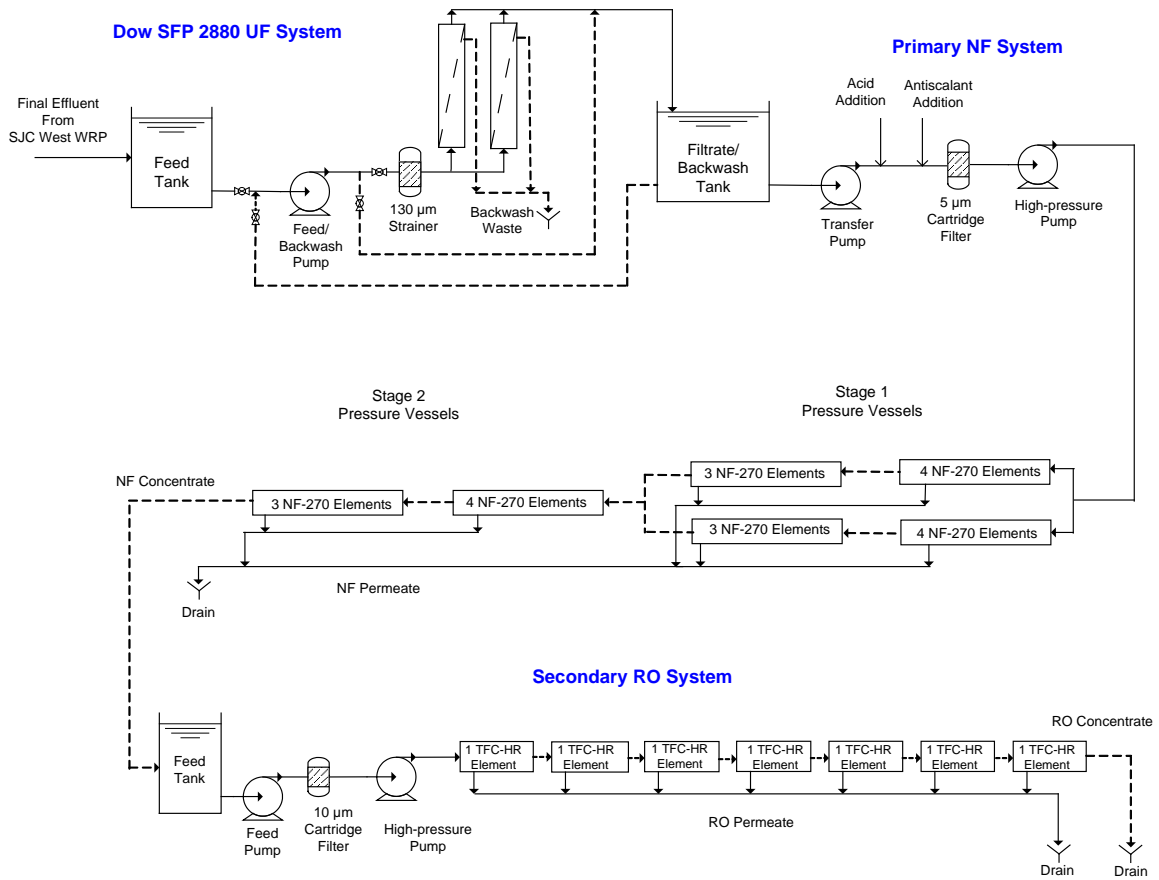 Dow SFP 2880 UF System
Final Effluent
From
SJC West WRP
Feed
Tank
Feed/
Backwash
Pump
130 µm
Strainer
Backwash
Waste
Filtrate/
Backwash
Tank
Primary NF System
Acid
Addition
Antiscalant
Addition
Transfer
Pump
5 µm
Cartridge
Filter
High-pressure
Pump
Stage 2
Pressure Vessels
Stage 1
Pressure Vessels
NF Concentrate
3 NF-270 Elements
4 NF-270 Elements
3 NF-270 Elements
4 NF-270 Elements
3 NF-270 Elements
4 NF-270 Elements
NF Permeate
Drain
Secondary RO System
Feed
Tank
Feed
Pump
10 µm
Cartridge
Filter
High-pressure
Pump
1 TFC-HR
Element
1 TFC-HR
Element
1 TFC-HR
Element
1 TFC-HR
Element
1 TFC-HR
Element
1 TFC-HR
Element
1 TFC-HR
Element
RO Concentrate
RO Permeate
Drain
Drain